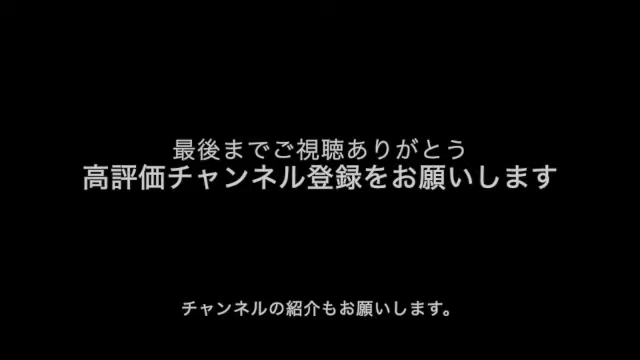 最後までご視聴ありがとう
高評価チャンネル登録をお願いします
チャンネルの紹介もお願いします。